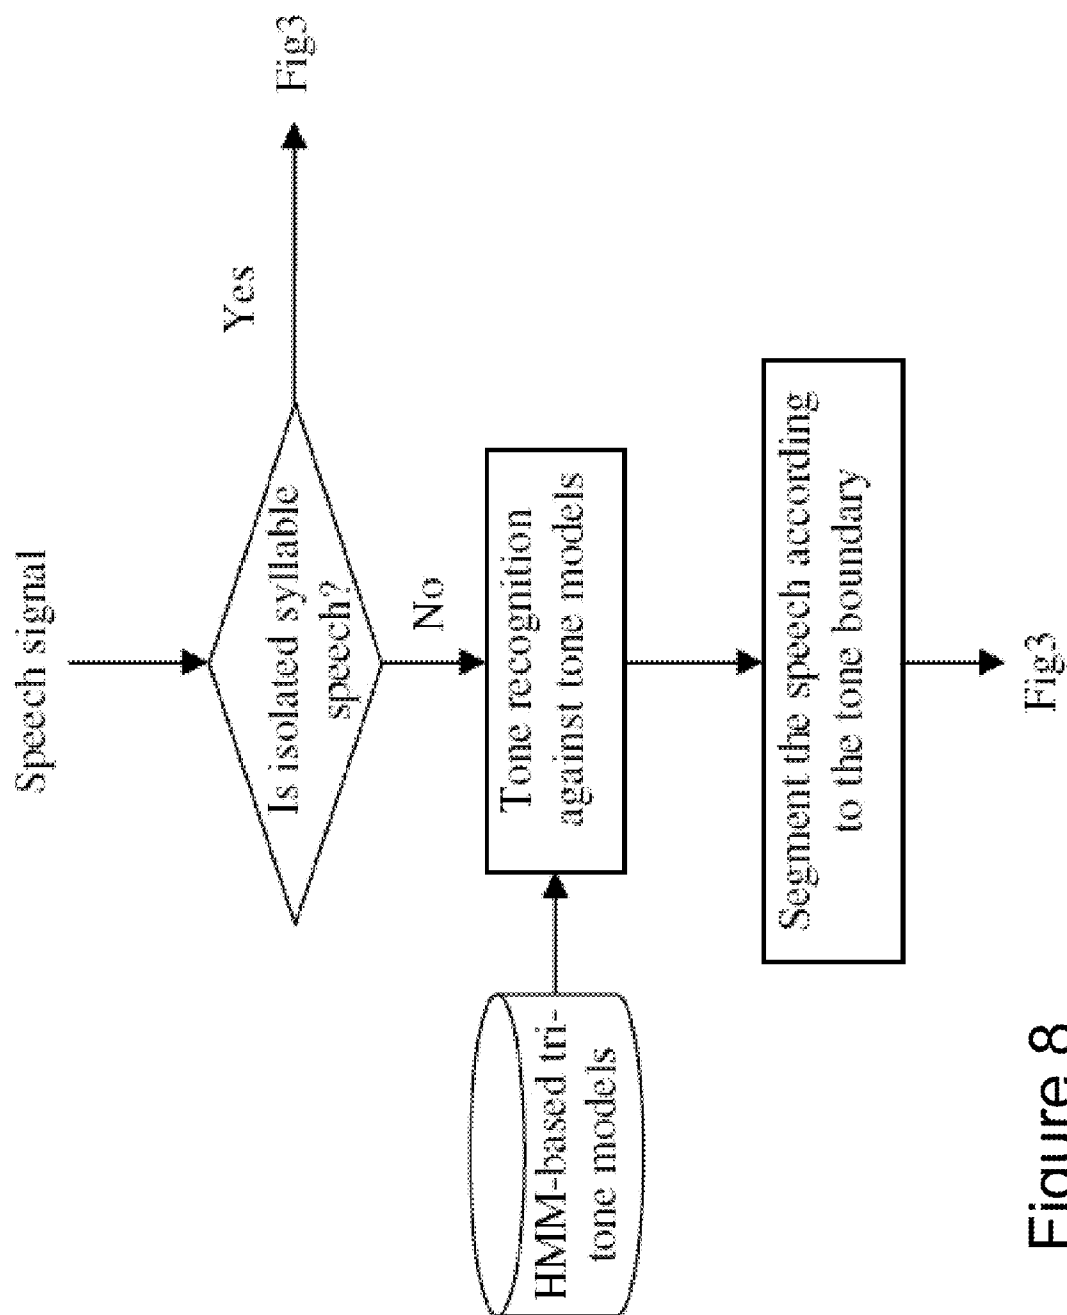 Speech signal
Is isolated syllable
speech?
Yes
Fig3
No
HMM-based tri-
tone models
Tone recognition
against tone models
Segment the speech according
to the tone boundary
Fig3
Figure 8